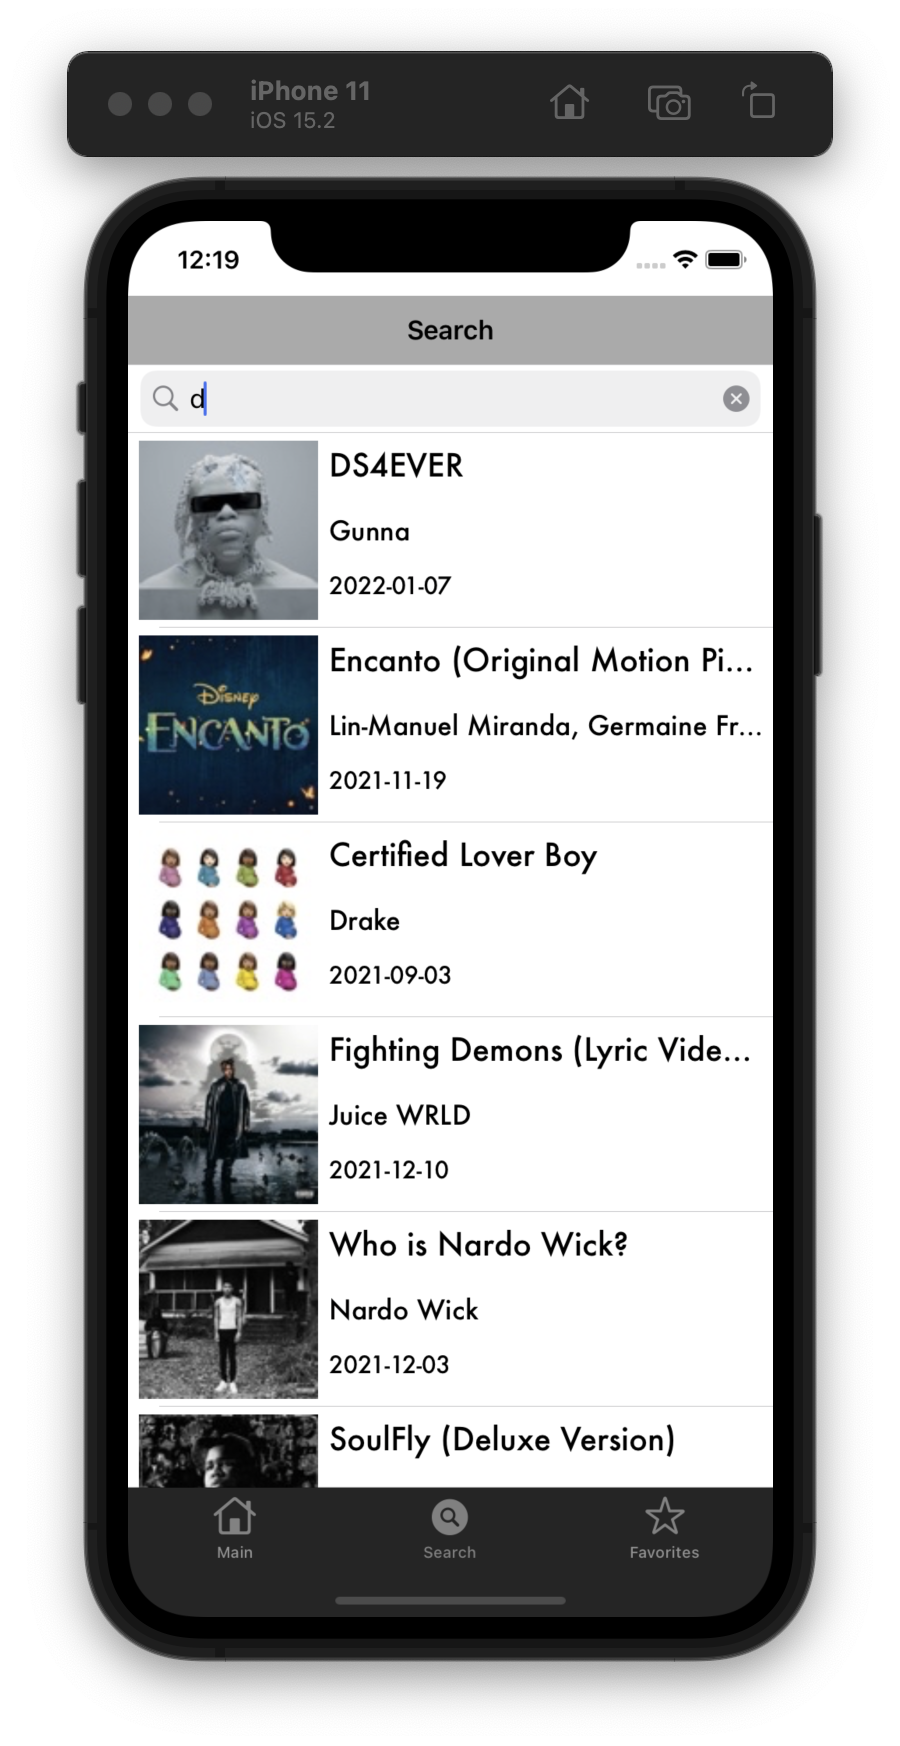 iPhone 11
iOS 15.2
12:19
Search
d
DS4EVER
Gunna
2022-01-07
DISNEY
ENCANTO
Encanto (Original Motion Pi...
Lin-Manuel Miranda, Germaine Fr...
2021-11-19
Certified Lover Boy
Drake
2021-09-03
Fighting Demons (Lyric Vide...
Juice WRLD
2021-12-10
Who is Nardo Wick?
Nardo Wick
2021-12-03
SoulFly (Deluxe Version)
Main
Search
Favorites